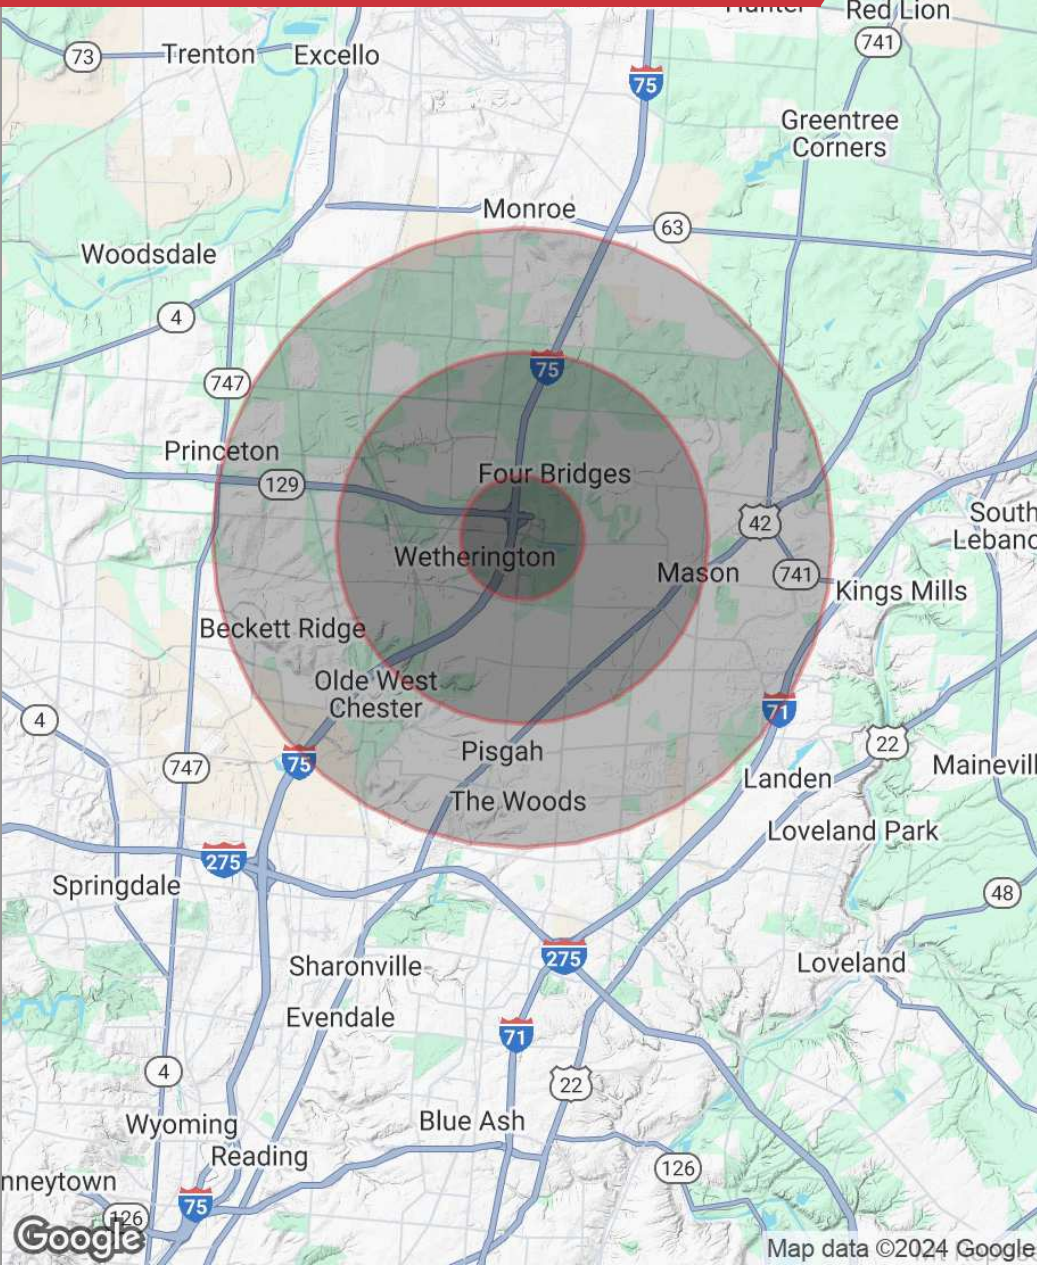 Hunter
Red Lion
73
Trenton
Excello
741
75
Greentree
Corners
Monroe
63
Woodsdale
4
75
747
Princeton
129
Four Bridges
42
South
Wetherington
Mason
741
Kings Mills
Beckett Ridge
Olde West
Chester
4
71
22
747
75
Pisgah
Landen
The Woods
Loveland Park
275
Springdale
48
275
Sharonville
Loveland
Evendale
71
4
22
Wyoming
Blue Ash
Reading
126
75
126
Google
Map data ©2024 Google